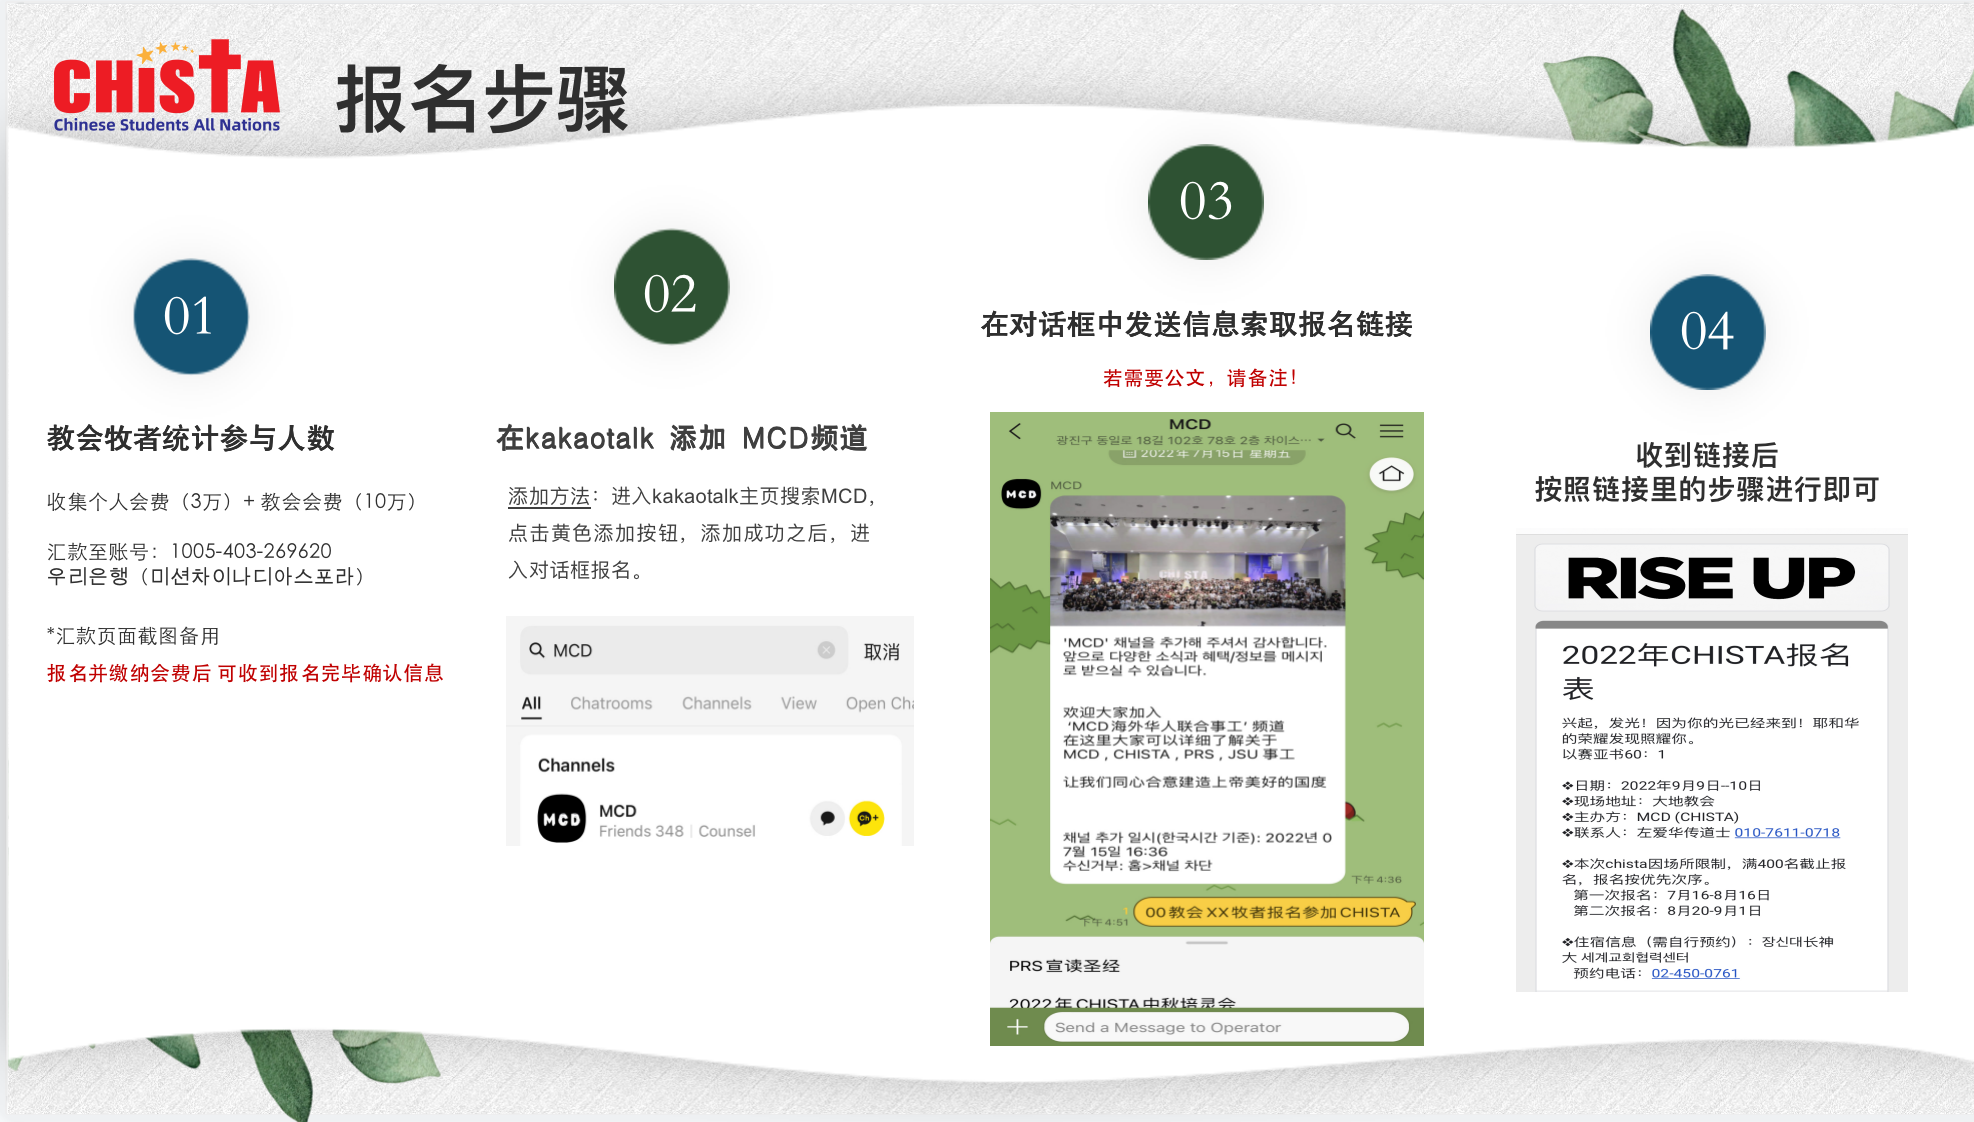 CHiSTA
Chinese Students All Nations
报名步骤
01
教会牧者统计参与人数
收集个人会费（3万）+ 教会会费（10万）
汇款至账号：1005-403-269620
우리은행（미션차이나디아스포라）
*汇款页面截图备用
报名并缴纳会费后 可收到报名完毕确认信息
02
在kakaotalk 添加 MCD频道
添加方法：进入kakaotalk主页搜索MCD，
点击黄色添加按钮，添加成功之后，进
入对话框报名。
MCD
取消
All Chatrooms Channels View Open Cha
Channels
MCD
MCD
Friends 348 | Counsel
Ch+
03
在对话框中发送信息索取报名链接
若需要公文，请备注！
MCD
광진구 동일로 18길 102호 78호 2층 차이스···
2022年7月15日 星期五
MCD
MCD
CHISTA
'MCD' 채널을 추가해 주셔서 감사합니다.
앞으로 다양한 소식과 혜택/정보를 메시지
로 받으실 수 있습니다.
欢迎大家加入
‘MCD海外华人联合事工’ 频道
在这里大家可以详细了解关于
MCD , CHISTA , PRS , JSU 事工
让我们同心合意建造上帝美好的国度
채널 추가 일시(한국시간 기준): 2022년 0
7월 15일 16:36
수신거부: 홈>채널 차단
下午 4:36
1
下午 4:51
00教会XX牧者报名参加CHISTA
PRS宣读圣经
2022年CHISTA中秋培灵会
Send a Message to Operator
04
收到链接后
按照链接里的步骤进行即可
RISE UP
2022年CHISTA报名
表
兴起，发光！因为你的光已经来到！耶和华
的荣耀发现照耀你。
以赛亚书60：1
❖日期：2022年9月9日--10日
❖现场地址：大地教会
❖主办方：MCD (CHISTA)
❖联系人：左爱华传道士 010-7611-0718
❖本次chista因场所限制，满400名截止报
名，报名按优先次序。
第一次报名：7月16-8月16日
第二次报名：8月20-9月1日
❖住宿信息（需自行预约）：장신대长神
大 세계교회협력센터
预约电话：02-450-0761